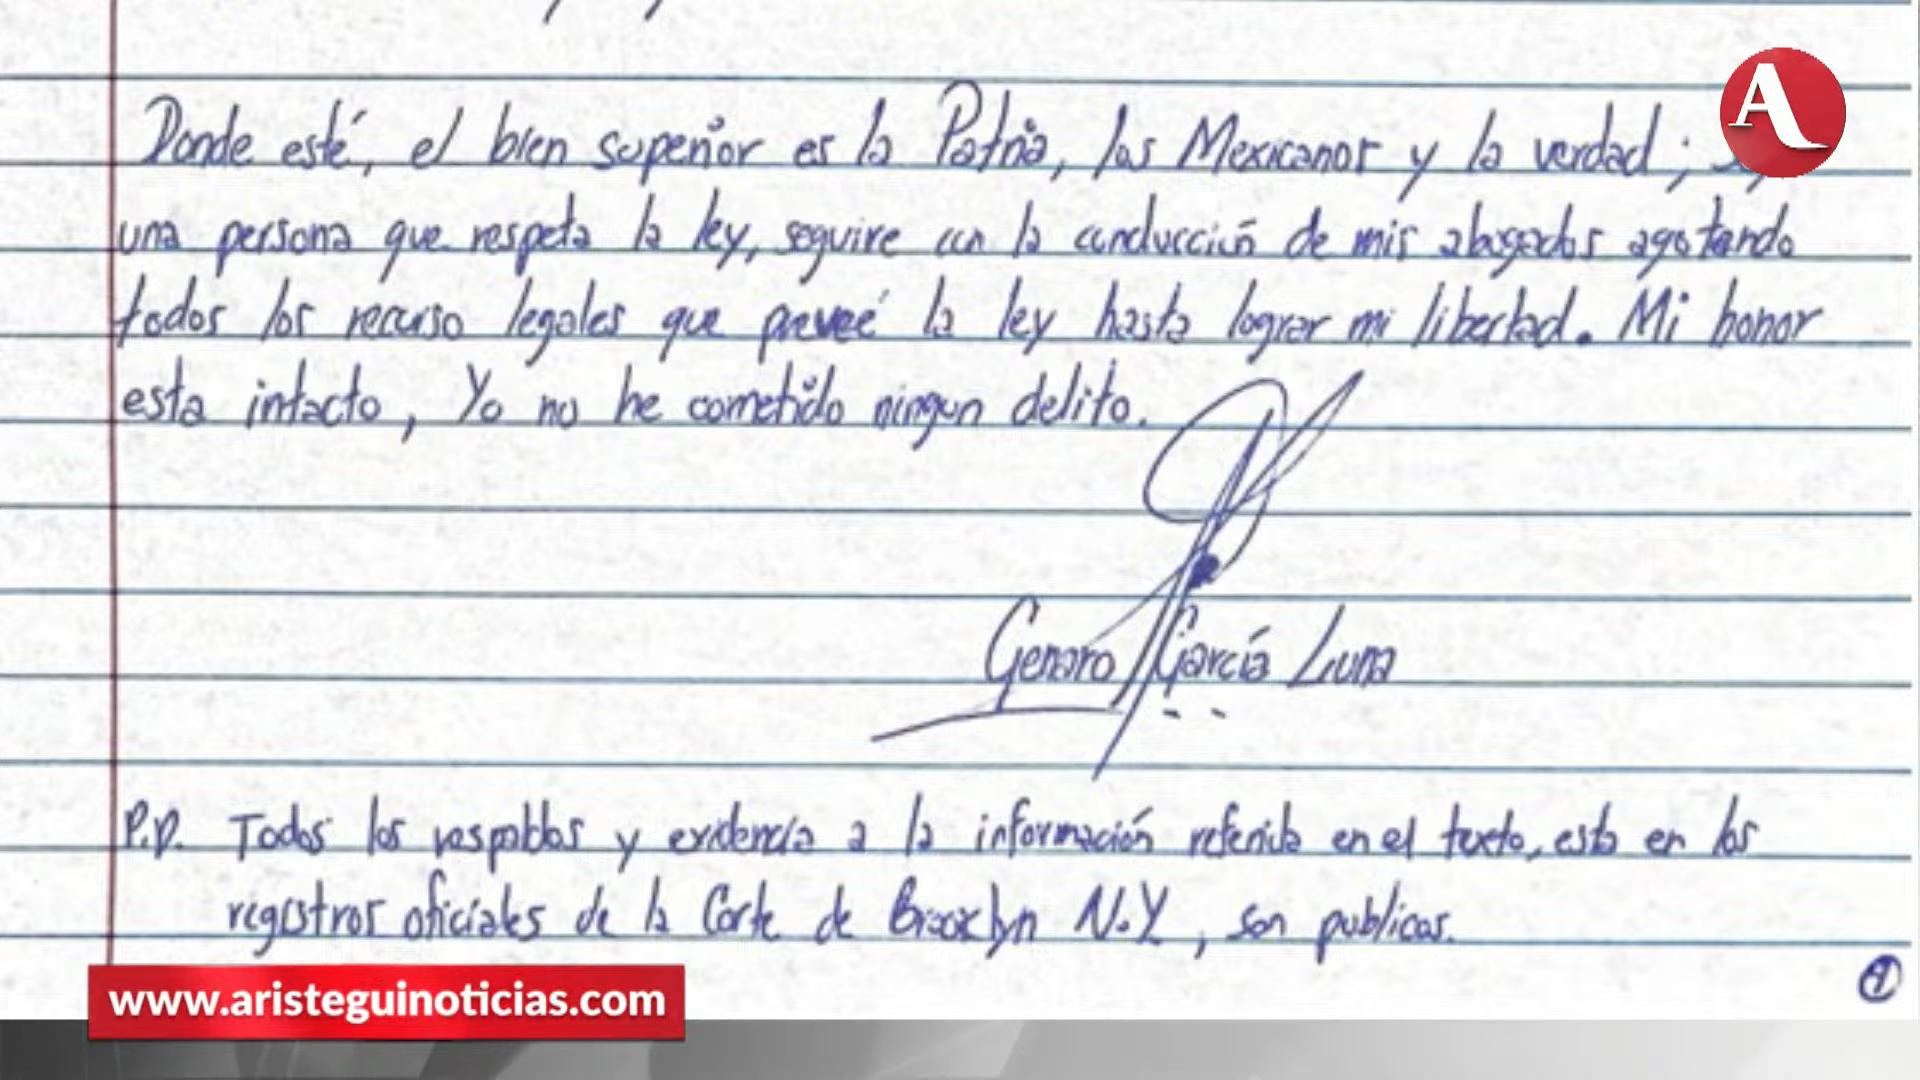 A
Donde esté, el bien superior es la Patria, los Mexicanos y la verdad;
una persona que respeta la ley, seguire con la conducción de mis abogados agotando
todos los recurso legales que preveé la ley hasta lograr mi libertad. Mi honor
esta intacto, Yo no he cometido ningun delito.
Genaro García Luna
P.D. Todos los respaldos y evidencia a la información referida en el texto, esta en los
registros oficiales de la Corte de Brooklyn N.Y, son publicos.
www.aristeguinoticias.com